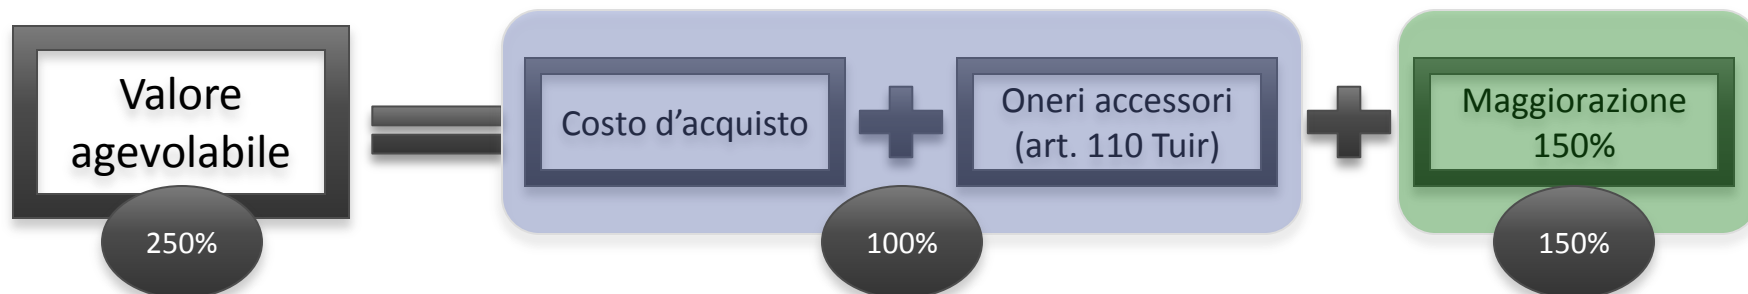 Valore
agevolabile
250%
Costo d'acquisto
Oneri accessori
(art. 110 Tuir)
100%
Maggiorazione
150%
150%